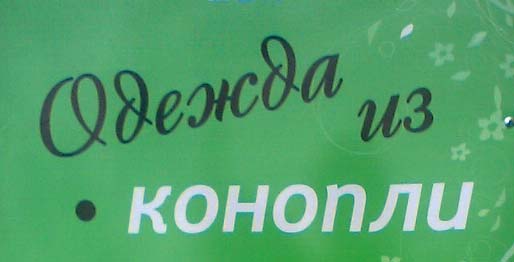 Одежда из
• конопли